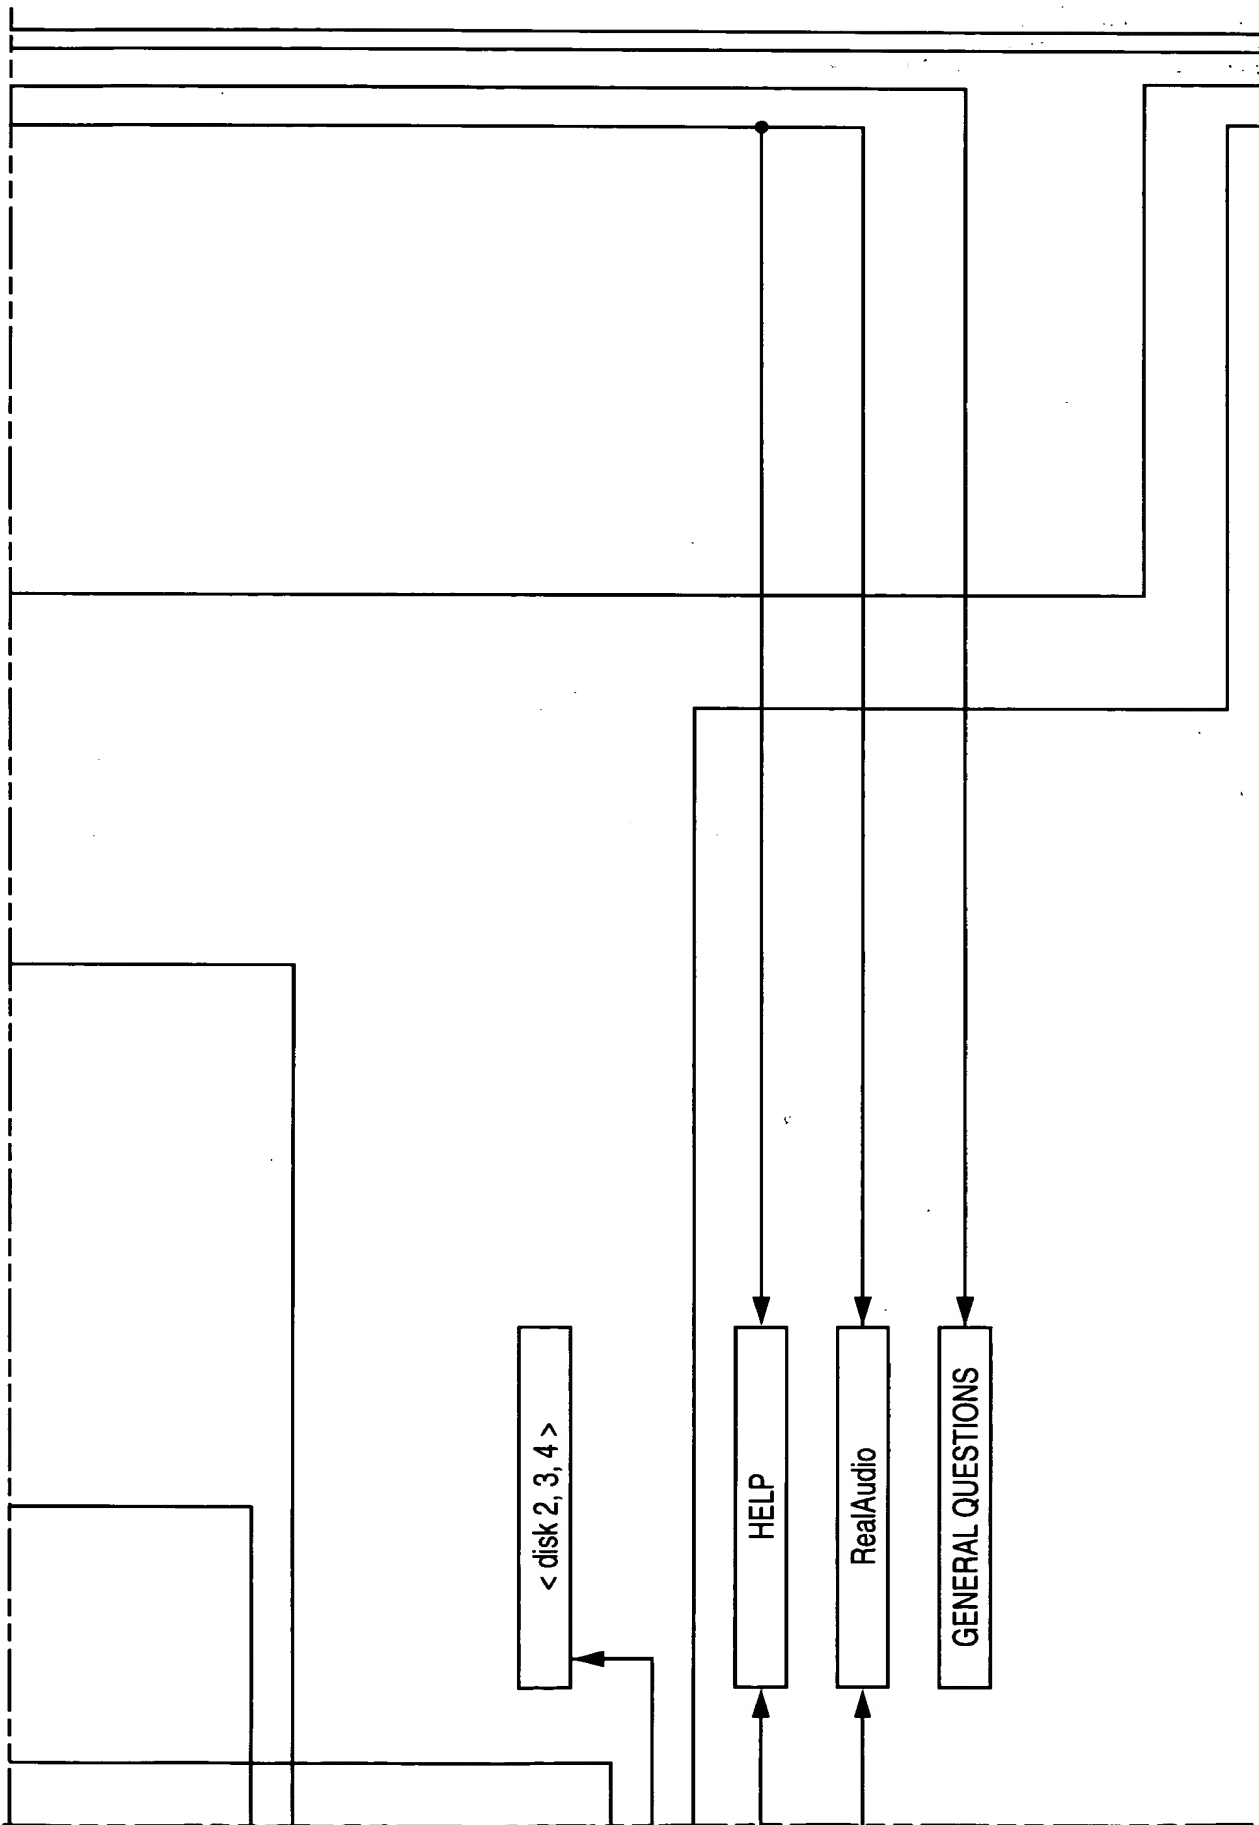 < disk 2, 3, 4 >
HELP
RealAudio
GENERAL QUESTIONS